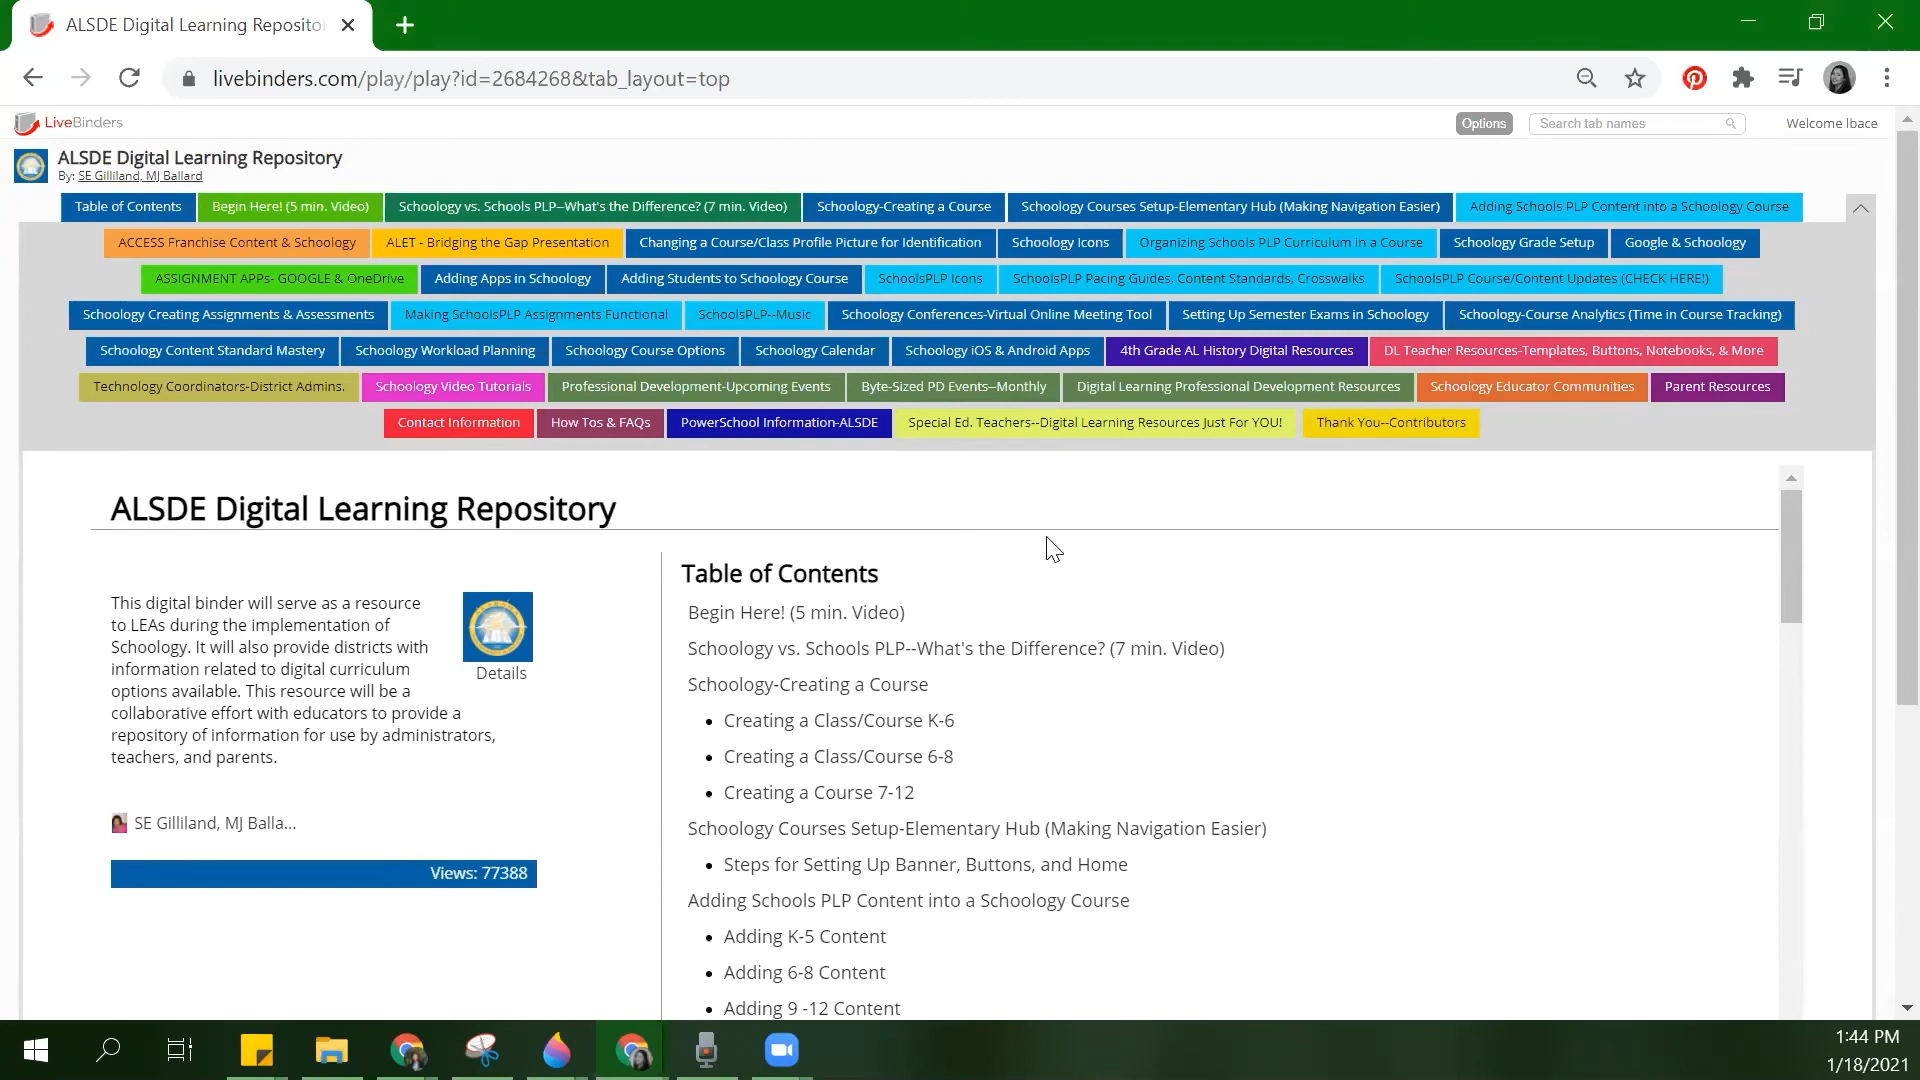 ALSDE Digital Learning Reposito
livebinders.com/play/play?id=2684268&tab_layout=top
LiveBinders
Options
Search tab names
Welcome lbace
ALSDE Digital Learning Repository
By: SE Gilliland, MJ Ballard
Table of Contents
Begin Here! (5 min. Video)
Schoology vs. Schools PLP--What's the Difference? (7 min. Video)
Schoology-Creating a Course
Schoology Courses Setup-Elementary Hub (Making Navigation Easier)
Adding Schools PLP Content into a Schoology Course
ACCESS Franchise Content & Schoology
ALET - Bridging the Gap Presentation
Changing a Course/Class Profile Picture for Identification
Schoology Icons
Organizing Schools PLP Curriculum in a Course
Schoology Grade Setup
Google & Schoology
ASSIGNMENT APPs- GOOGLE & OneDrive
Adding Apps in Schoology
Adding Students to Schoology Course
SchoolsPLP Icons
SchoolsPLP Pacing Guides, Content Standards, Crosswalks
SchoolsPLP Course/Content Updates (CHECK HERE!)
Schoology Creating Assignments & Assessments
Making SchoolsPLP Assignments Functional
SchoolsPLP--Music
Schoology Conferences-Virtual Online Meeting Tool
Setting Up Semester Exams in Schoology
Schoology-Course Analytics (Time in Course Tracking)
Schoology Content Standard Mastery
Schoology Workload Planning
Schoology Course Options
Schoology Calendar
Schoology iOS & Android Apps
4th Grade AL History Digital Resources
DL Teacher Resources-Templates, Buttons, Notebooks, & More
Technology Coordinators-District Admins.
Schoology Video Tutorials
Professional Development-Upcoming Events
Byte-Sized PD Events--Monthly
Digital Learning Professional Development Resources
Schoology Educator Communities
Parent Resources
Contact Information
How Tos & FAQs
PowerSchool Information-ALSDE
Special Ed. Teachers--Digital Learning Resources Just For YOU!
Thank You--Contributors
ALSDE Digital Learning Repository
This digital binder will serve as a resource
to LEAs during the implementation of
Schoology. It will also provide districts with
information related to digital curriculum
options available. This resource will be a
collaborative effort with educators to provide a
repository of information for use by administrators,
teachers, and parents.
Details
SE Gilliland, MJ Balla...
Views: 77388
Table of Contents
Begin Here! (5 min. Video)
Schoology vs. Schools PLP--What's the Difference? (7 min. Video)
Schoology-Creating a Course
• Creating a Class/Course K-6
• Creating a Class/Course 6-8
• Creating a Course 7-12
Schoology Courses Setup-Elementary Hub (Making Navigation Easier)
• Steps for Setting Up Banner, Buttons, and Home
Adding Schools PLP Content into a Schoology Course
• Adding K-5 Content
• Adding 6-8 Content
• Adding 9 -12 Content
1:44 PM
1/18/2021